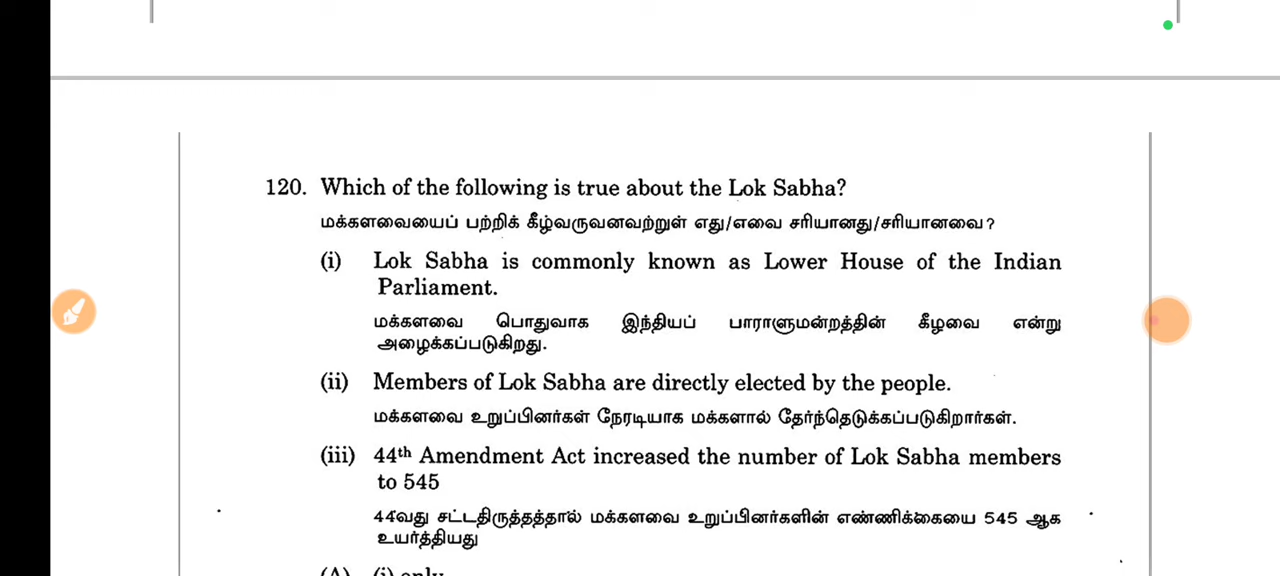 120. Which of the following is true about the Lok Sabha?
மக்களவையைப் பற்றிக் கீழ்வருவனவற்றுள் எது/எவை சரியானது/சரியானவை?
(i) Lok Sabha is commonly known as Lower House of the Indian
Parliament.
மக்களவை பொதுவாக இந்தியப் பாராளுமன்றத்தின் கீழவை என்று
அழைக்கப்படுகிறது.
(ii) Members of Lok Sabha are directly elected by the people.
மக்களவை உறுப்பினர்கள் நேரடியாக மக்களால் தேர்ந்தெடுக்கப்படுகிறார்கள்.
(iii) 44th Amendment Act increased the number of Lok Sabha members
to 545
44வது சட்டதிருத்தத்தால் மக்களவை உறுப்பினர்களின் எண்ணிக்கையை 545 ஆக
உயர்த்தியது
(A) (i) only